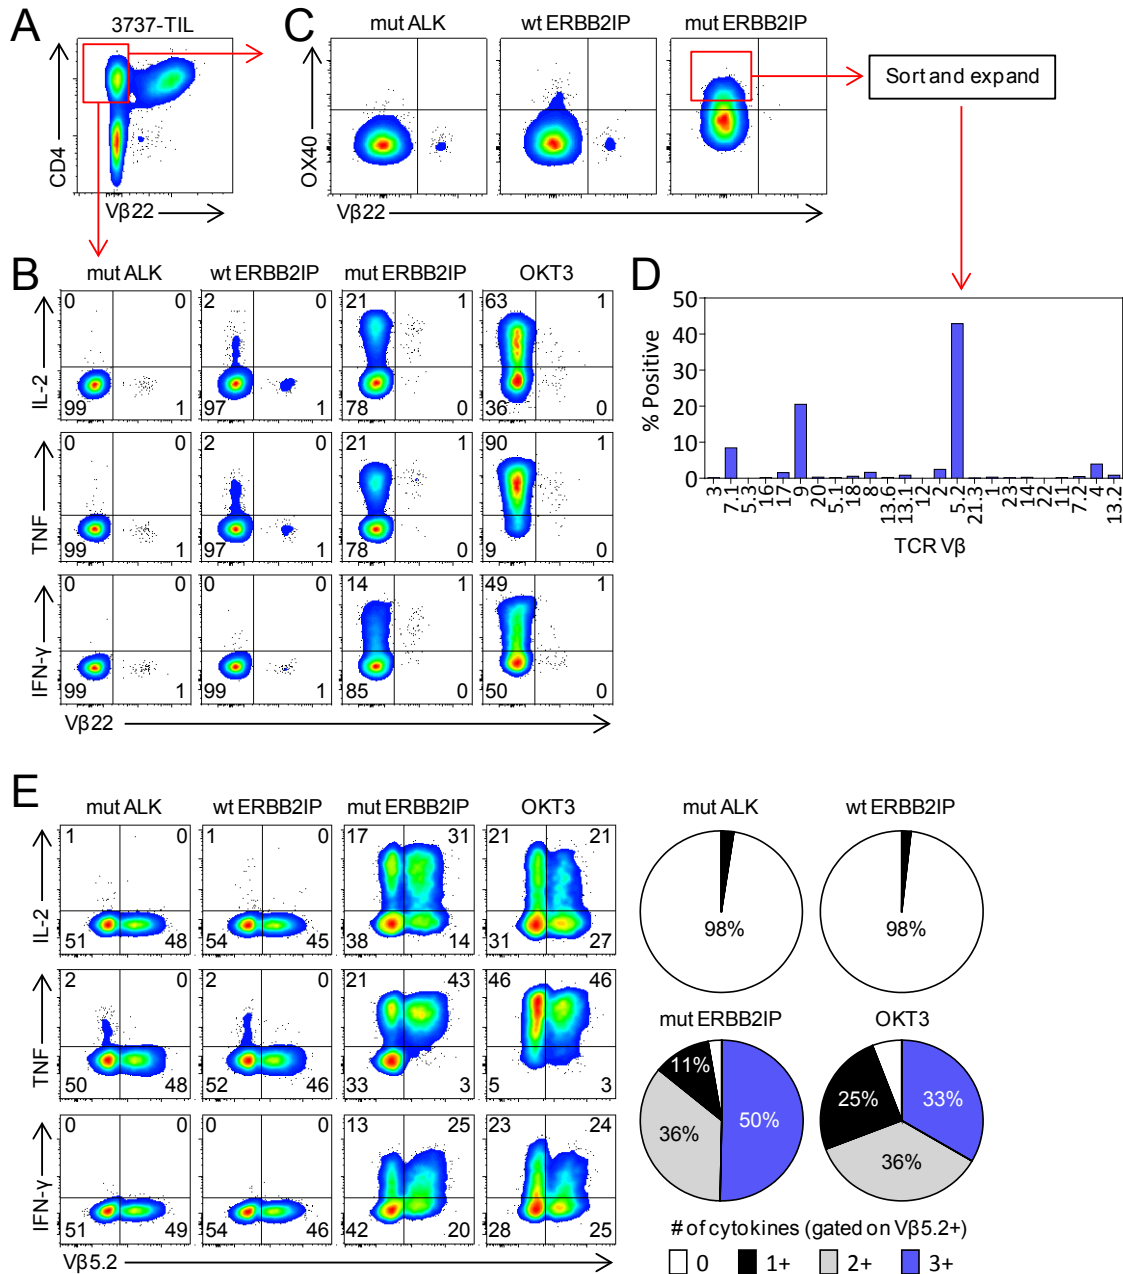 A
3737-TIL
CD4
Vβ22
C
mut ALK
wt ERBB2IP
mut ERBB2IP
OX40
Vβ22
Sort and expand
B
mut ALK
wt ERBB2IP
mut ERBB2IP
OKT3
IL-2
0 0 2 0 21 1 63 1
99 1 97 1 78 0 36 0
TNF
0 0 2 0 21 1 90 1
99 1 97 1 78 0 9 0
IFN-γ
0 0 0 0 14 1 49 1
99 1 99 1 85 0 50 0
Vβ22
D
% Positive
50
40
30
20
10
0
3 7.1 5.3 16 17 9 20 5.1 18 8 13.6 13.1 12 2 5.2 21.3 1 23 14 22 11 7.2 4 13.2
TCR Vβ
E
mut ALK
wt ERBB2IP
mut ERBB2IP
OKT3
IL-2
1 0 1 0 17 31 21 21
51 48 54 45 38 14 31 27
TNF
2 0 2 0 21 43 46 46
50 48 52 46 33 3 5 3
IFN-γ
0 0 0 0 13 25 23 24
51 49 54 46 42 20 28 25
Vβ5.2
mut ALK
98%
wt ERBB2IP
98%
mut ERBB2IP
11%
36%
50%
OKT3
25%
33%
36%
# of cytokines (gated on Vβ5.2+)
0 1+ 2+ 3+